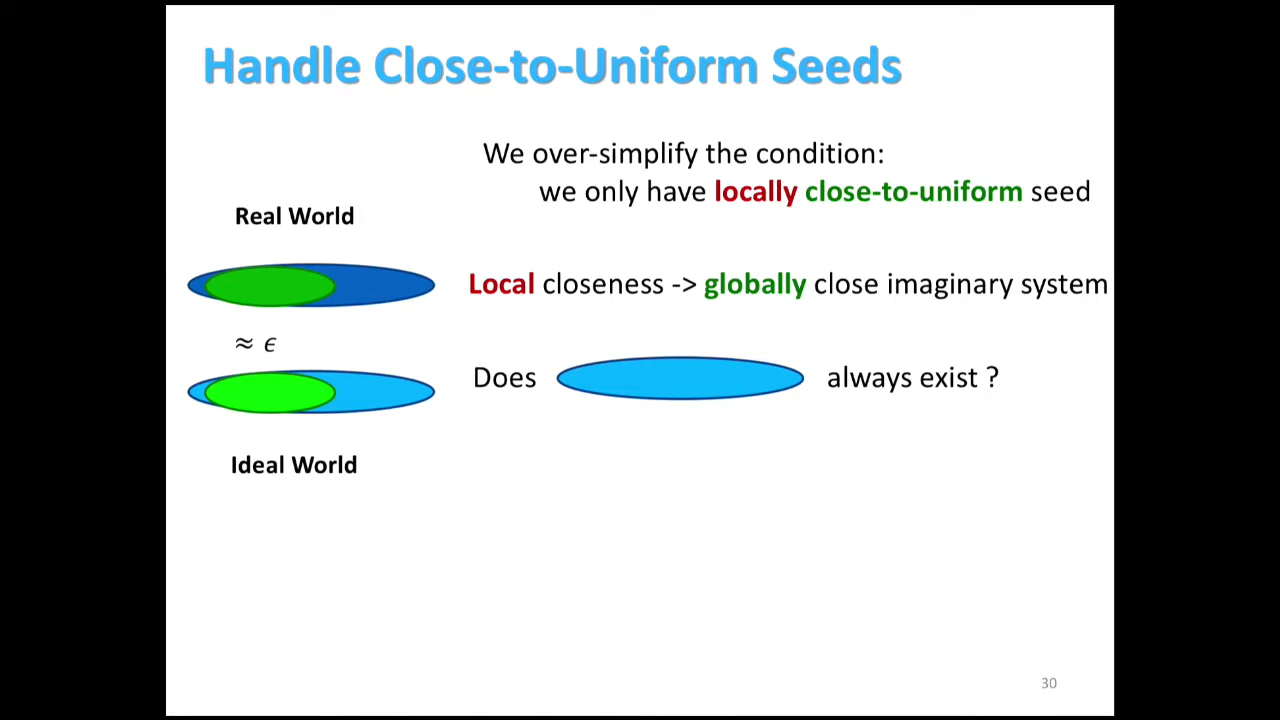 Handle Close-to-Uniform Seeds
We over-simplify the condition:
we only have locally close-to-uniform seed
Real World
Local closeness -> globally close imaginary system
≈ ϵ
Does always exist ?
Ideal World
30